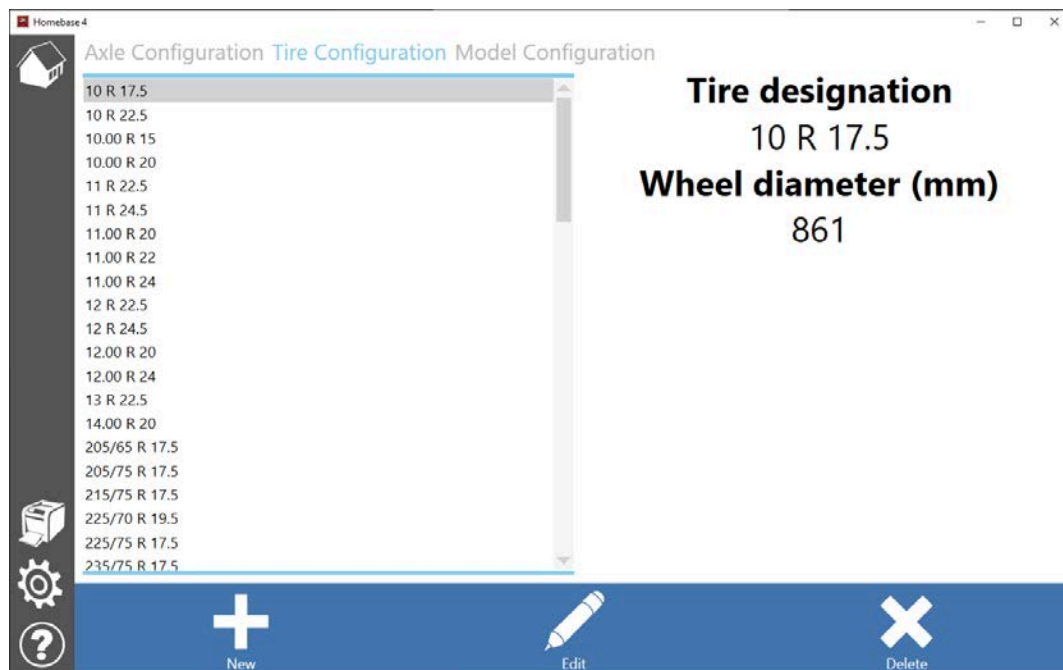 Homebase 4
Axle Configuration Tire Configuration Model Configuration
10 R 17.5
10 R 22.5
10.00 R 15
10.00 R 20
11 R 22.5
11 R 24.5
11.00 R 20
11.00 R 22
11.00 R 24
12 R 22.5
12 R 24.5
12.00 R 20
12.00 R 24
13 R 22.5
14.00 R 20
205/65 R 17.5
205/75 R 17.5
215/75 R 17.5
225/70 R 19.5
225/75 R 17.5
235/75 R 17.5
Tire designation
10 R 17.5
Wheel diameter (mm)
861
New
Edit
Delete